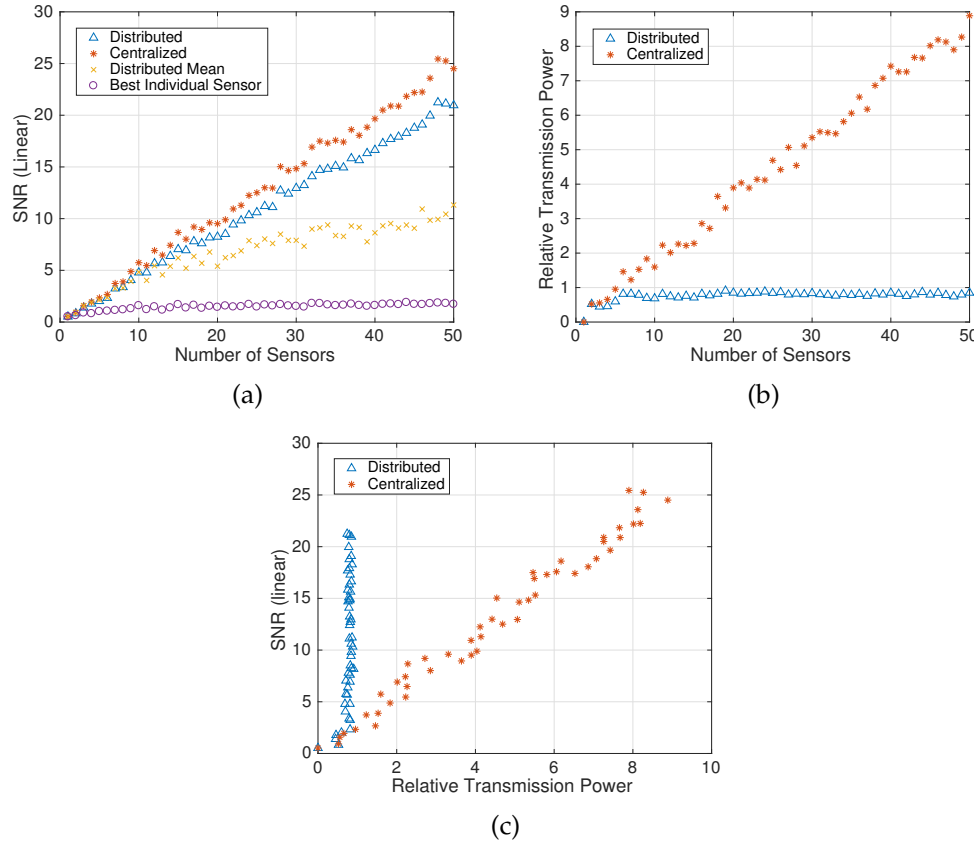 (a)
30
25
20
15
10
5
0
SNR (Linear)
Distributed
Centralized
Distributed Mean
Best Individual Sensor
0 10 20 30 40 50
Number of Sensors
(b)
9
8
7
6
5
4
3
2
1
0
Relative Transmission Power
Distributed
Centralized
0 10 20 30 40 50
Number of Sensors
(a)
(b)
30
25
20
15
10
5
0
SNR (linear)
Distributed
Centralized
0 2 4 6 8 10
Relative Transmission Power
(c)